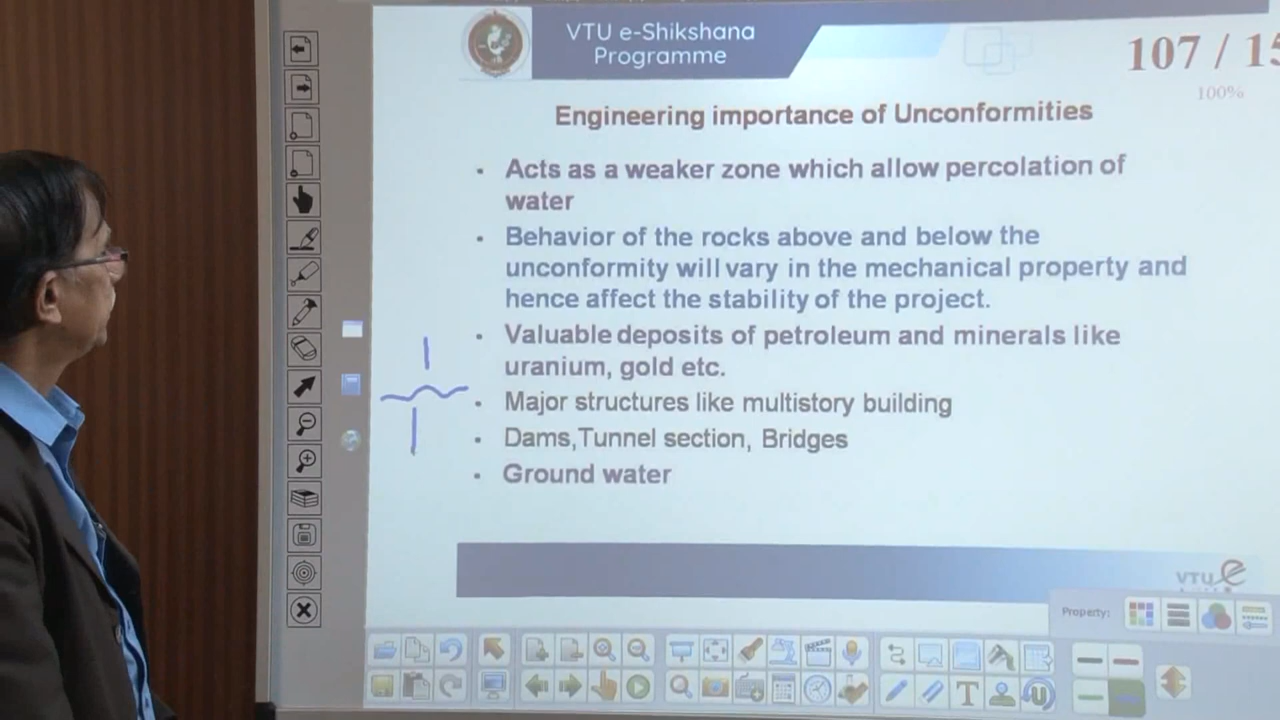 VTU e-Shikshana
Programme
107 / 15
100%
Engineering importance of Unconformities
• Acts as a weaker zone which allow percolation of
water
• Behavior of the rocks above and below the
unconformity will vary in the mechanical property and
hence affect the stability of the project.
• Valuable deposits of petroleum and minerals like
uranium, gold etc.
• Major structures like multistory building
• Dams,Tunnel section, Bridges
• Ground water
VTU e
Property: